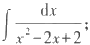 ∫ dx / (x² − 2x + 2);